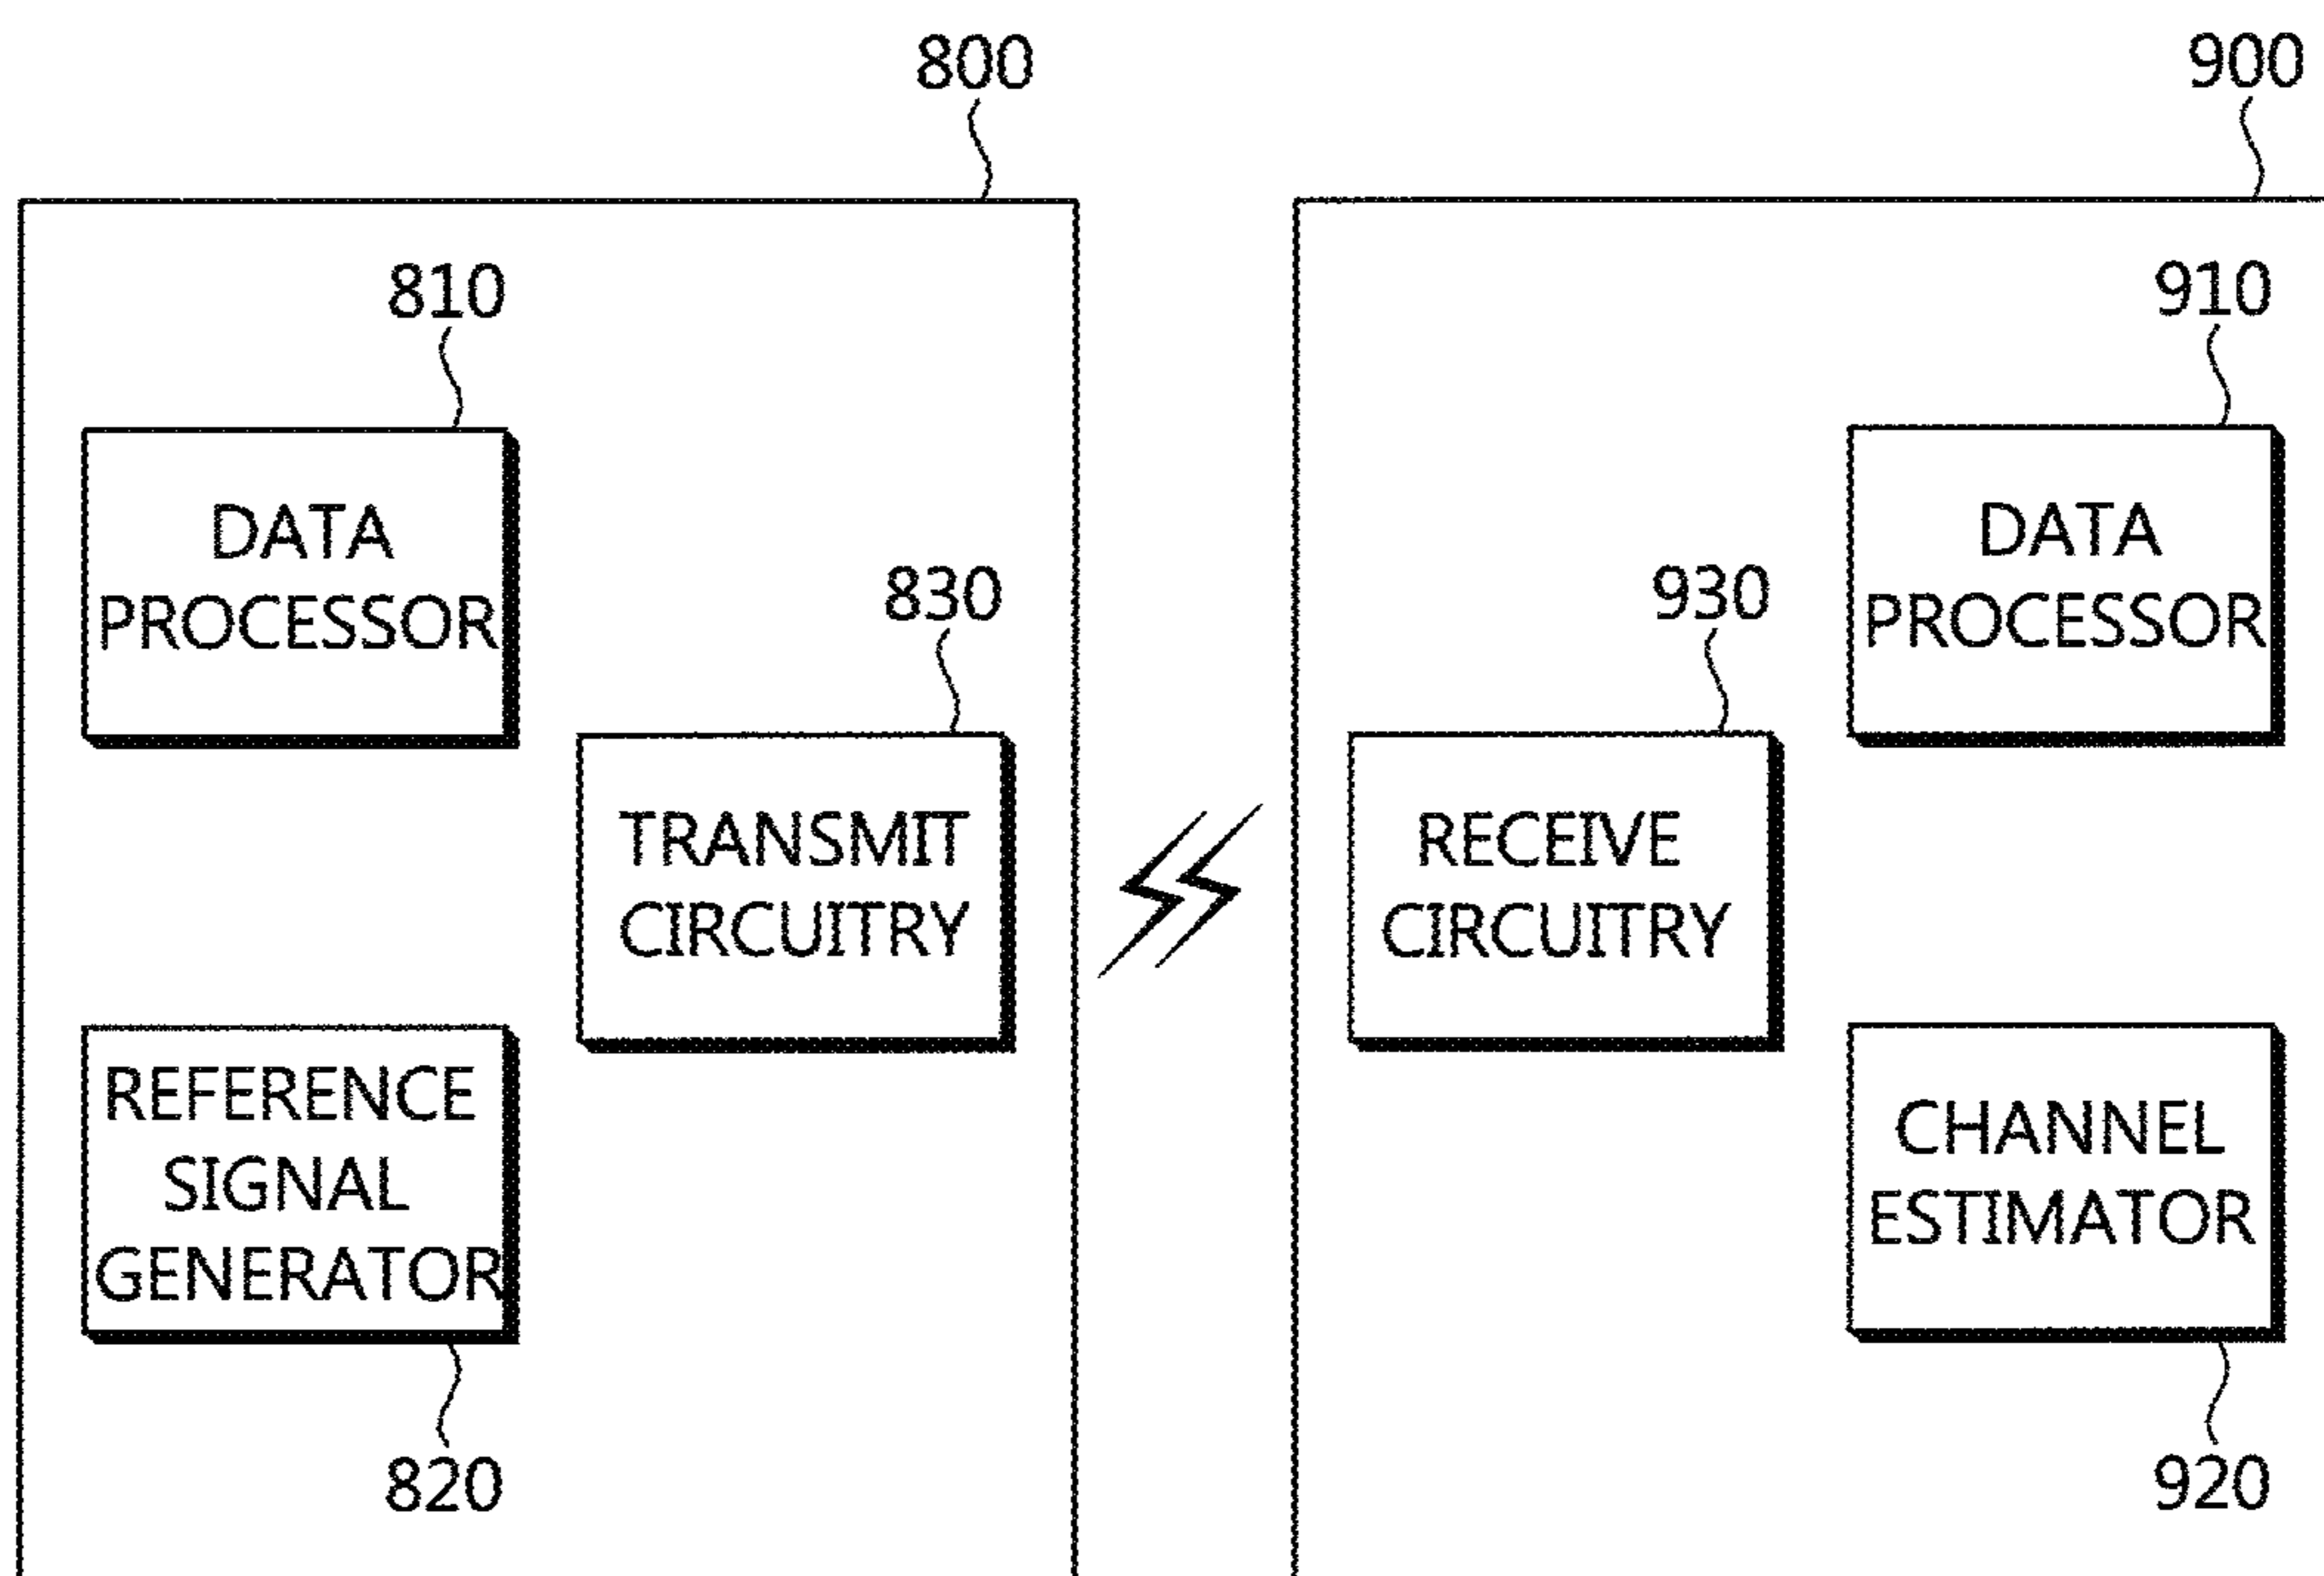 800
900
810
910
DATA
PROCESSOR
DATA
PROCESSOR
830
930
TRANSMIT
CIRCUITRY
RECEIVE
CIRCUITRY
REFERENCE
SIGNAL
GENERATOR
CHANNEL
ESTIMATOR
820
920